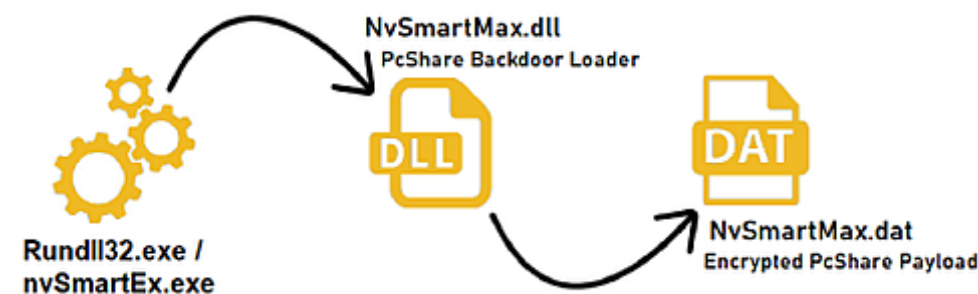 NvSmartMax.dll
PcShare Backdoor Loader
DLL
DAT
Rundll32.exe /
nvSmartEx.exe
NvSmartMax.dat
Encrypted PcShare Payload